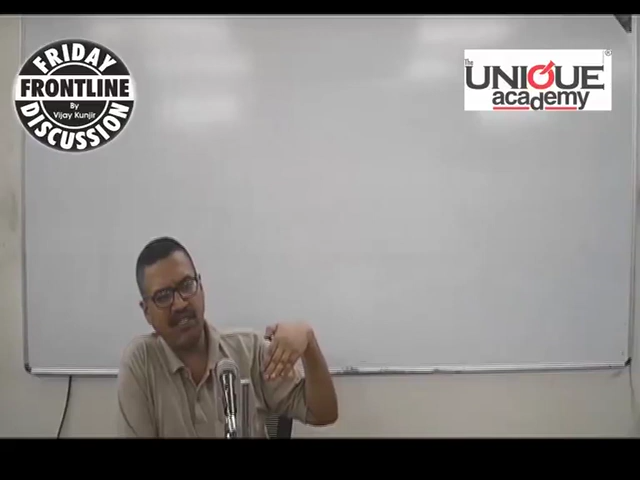 FRIDAY
FRONTLINE
By
Vijay Kunjir
DISCUSSION
The
UNIQUE
academy
®